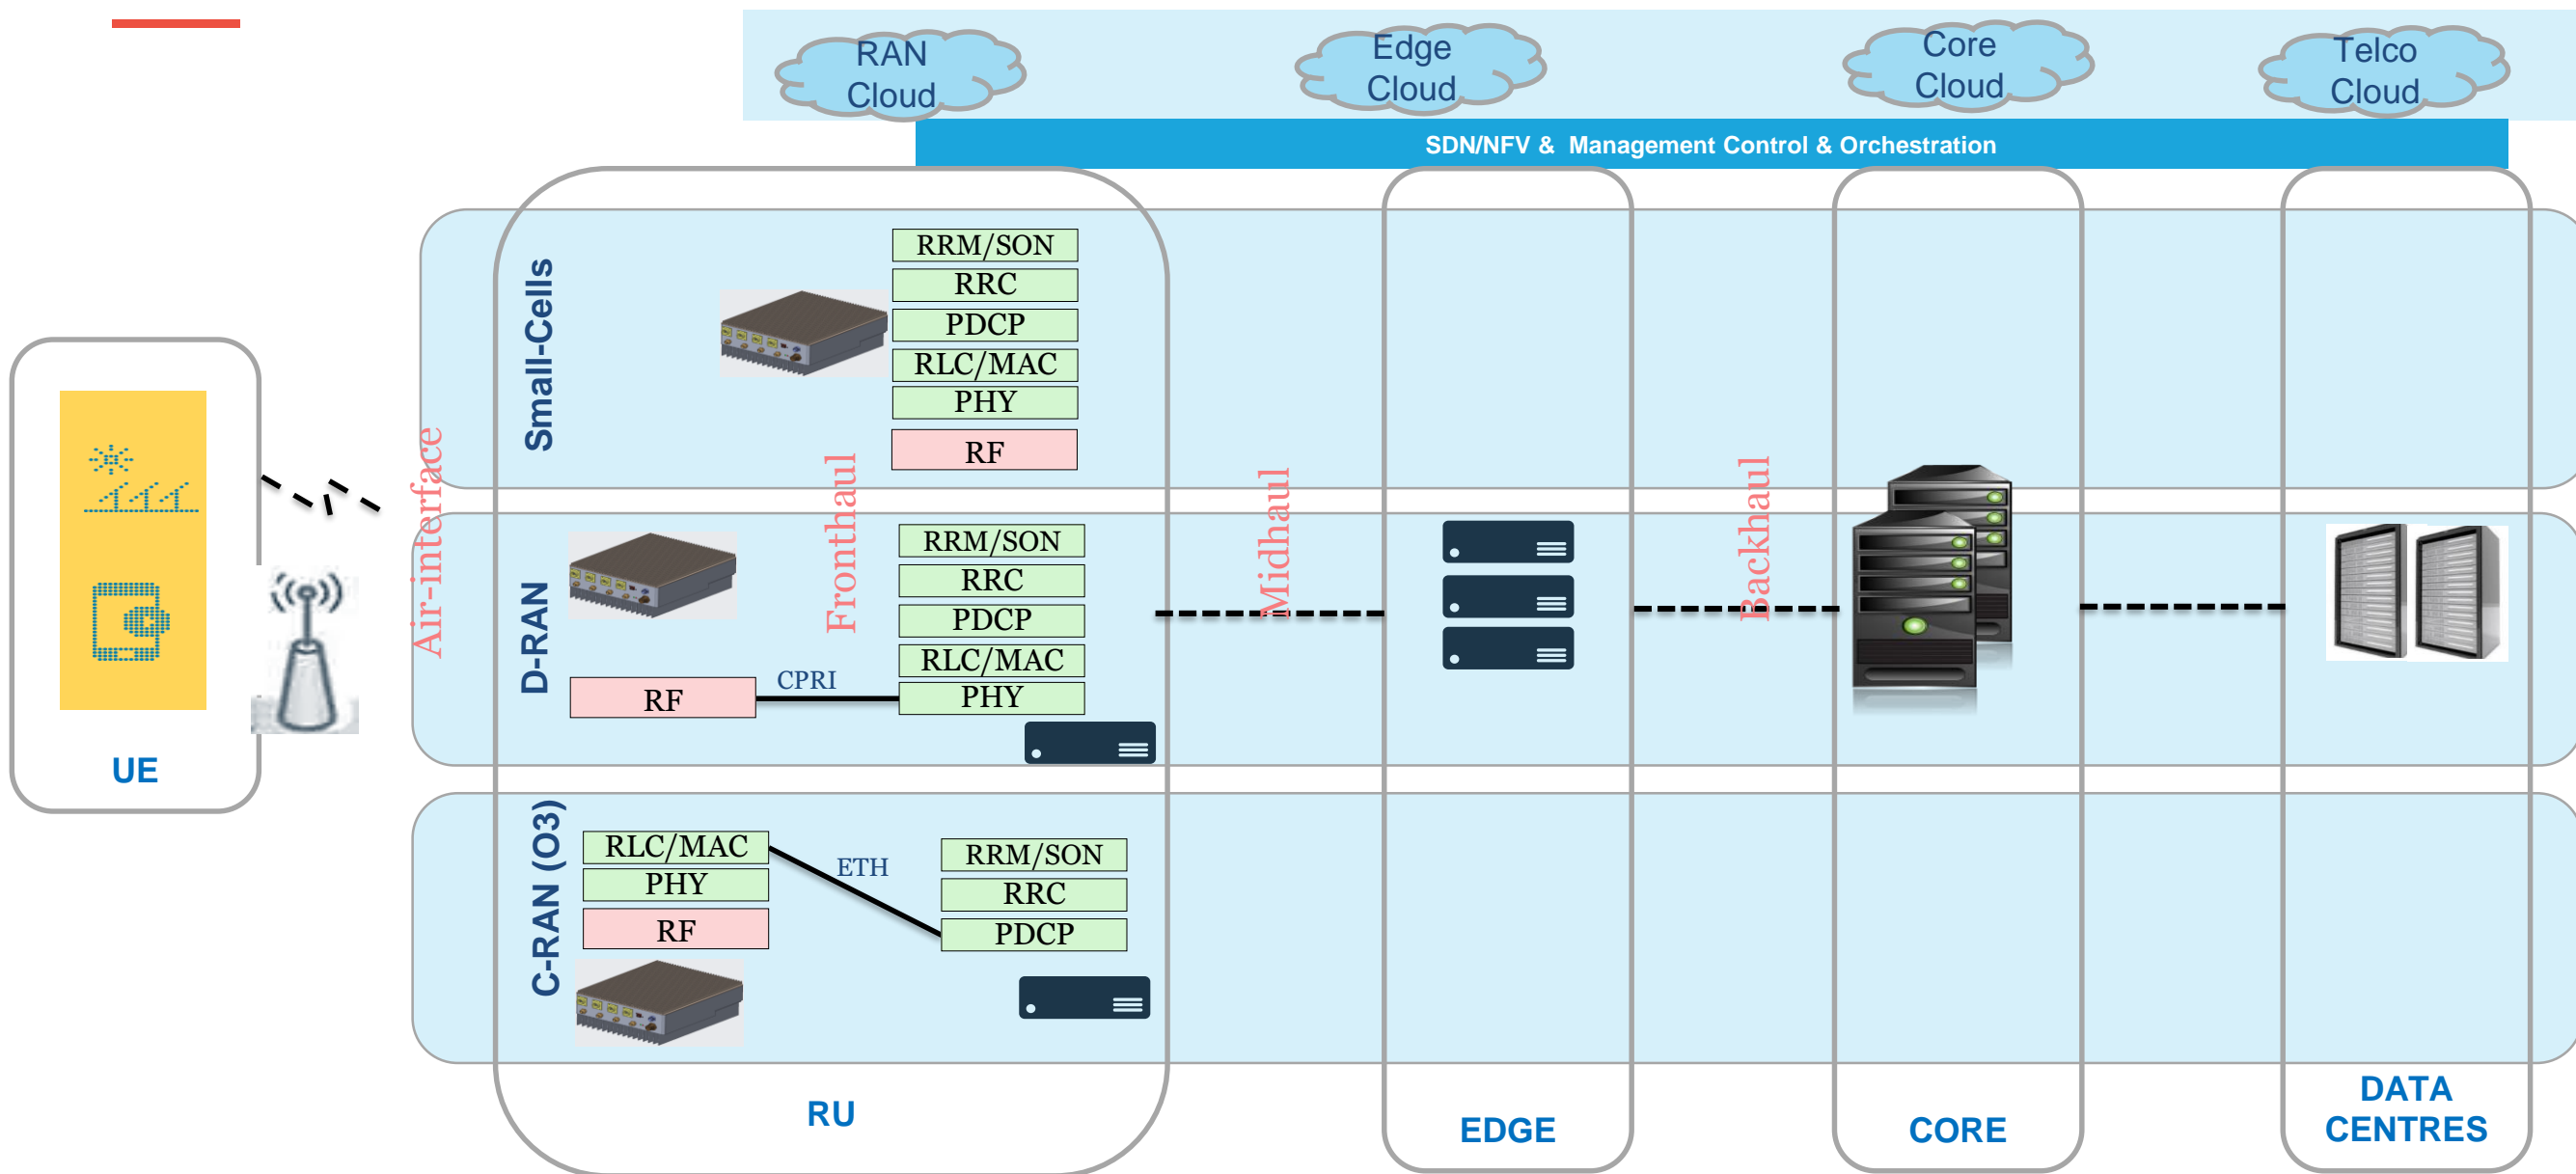 RAN
Cloud
Edge
Cloud
Core
Cloud
Telco
Cloud
SDN/NFV & Management Control & Orchestration
Small-Cells
RRM/SON
RRC
PDCP
RLC/MAC
PHY
RF
Air-interface
Fronthaul
Midhaul
Backhaul
D-RAN
RRM/SON
RRC
PDCP
RLC/MAC
PHY
RF
CPRI
UE
C-RAN (O3)
RLC/MAC
PHY
RF
ETH
RRM/SON
RRC
PDCP
RU
EDGE
CORE
DATA
CENTRES